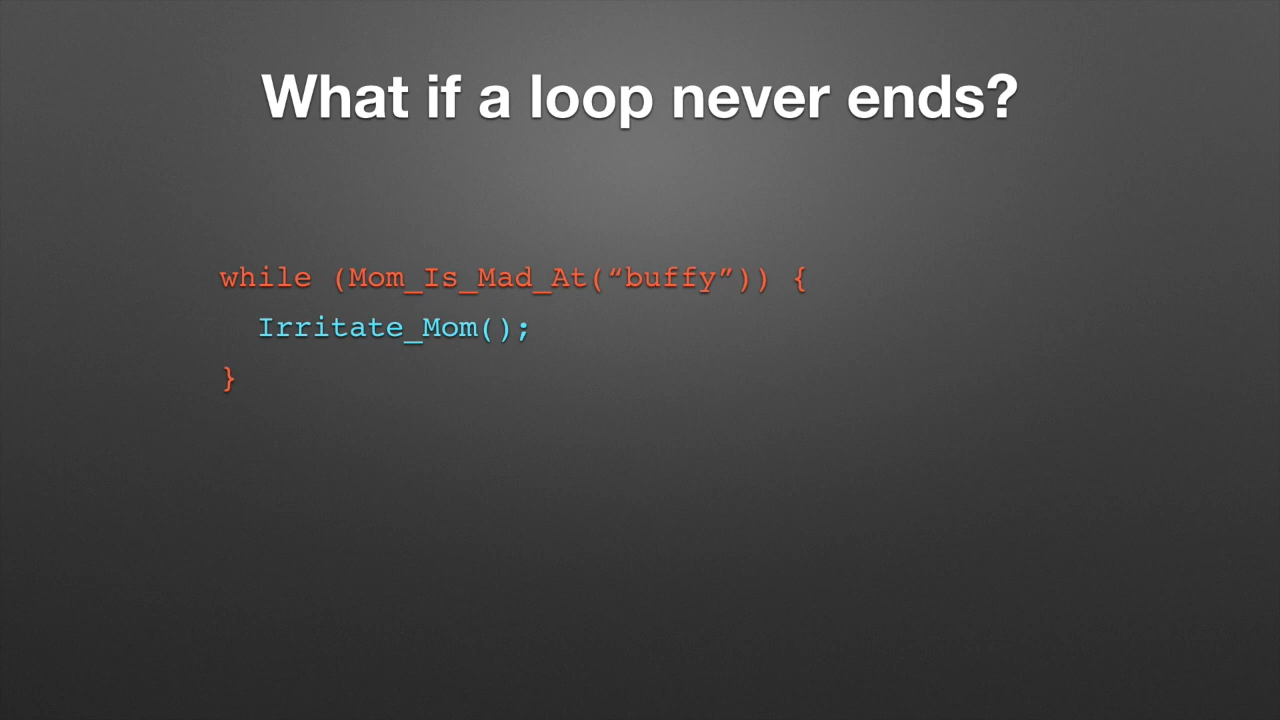 What if a loop never ends?
while (Mom_Is_Mad_At(“buffy”)) {
Irritate_Mom();
}